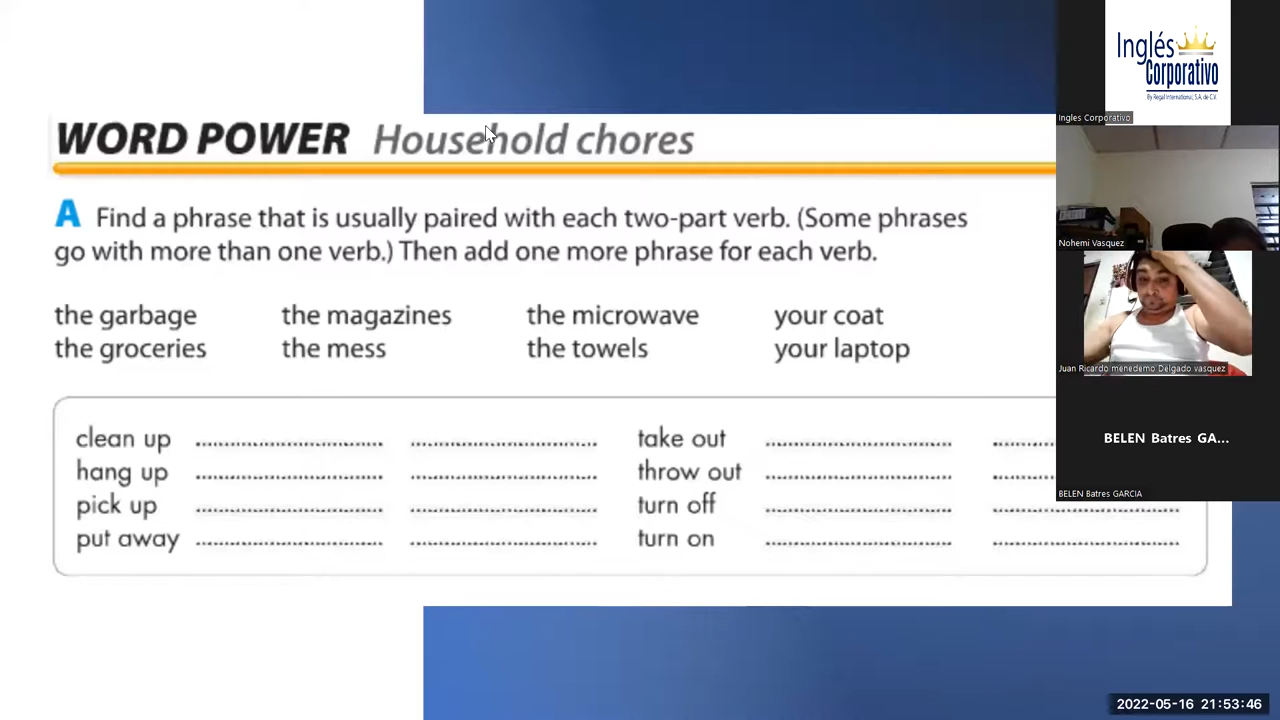 WORD POWER Household chores
A Find a phrase that is usually paired with each two-part verb. (Some phrases
go with more than one verb.) Then add one more phrase for each verb.
the garbage the magazines the microwave your coat
the groceries the mess the towels your laptop
clean up take out
hang up throw out
pick up turn off
put away turn on
Inglés
Corporativo
By Regal International, S.A. de C.V.
Ingles Corporativo
Nohemi Vasquez
Juan Ricardo menedemo Delgado vasquez
BELEN Batres GA...
BELEN Batres GARCIA
2022-05-16 21:53:46